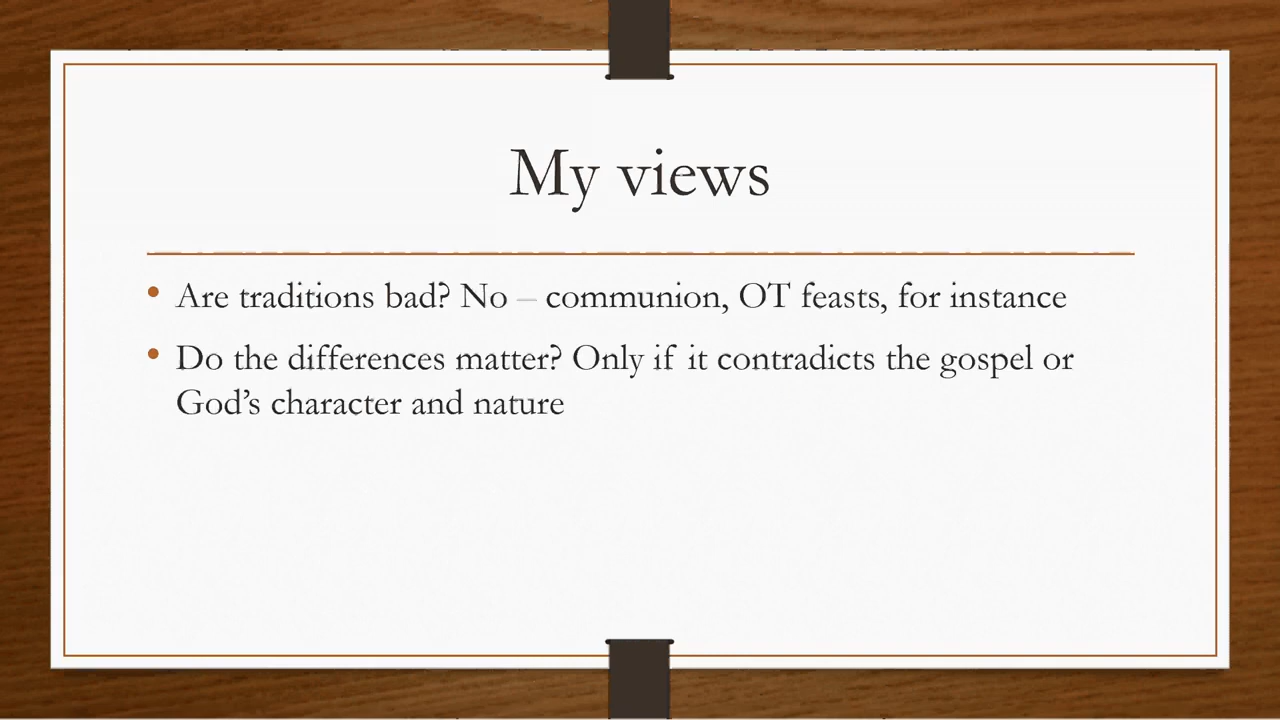 My views
• Are traditions bad? No – communion, OT feasts, for instance
• Do the differences matter? Only if it contradicts the gospel or
God’s character and nature